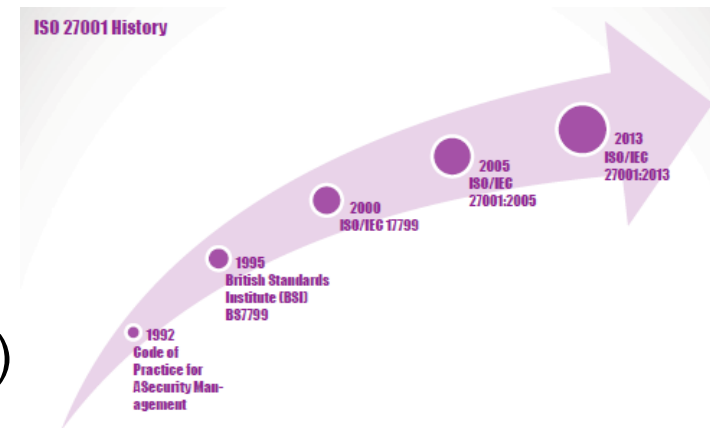 ISO 27001 History
2013
ISO/IEC
27001:2013
2005
ISO/IEC
27001:2005
2000
ISO/IEC 17799
1995
British Standards
Institute (BSI)
BS7799
1992
Code of
Practice for
ASecurity Man-
agement
)